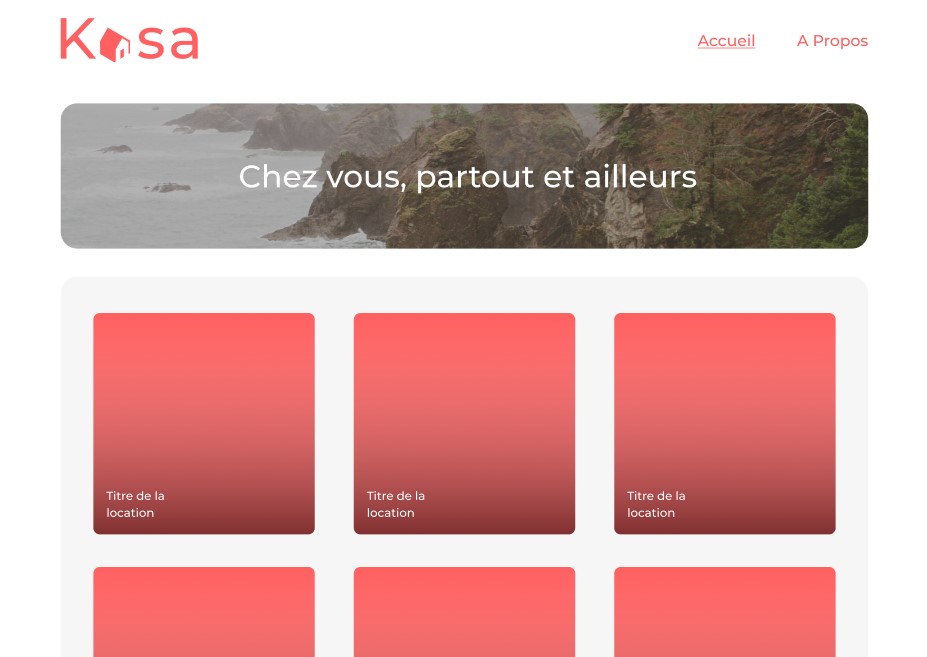 Kasa
Accueil
A Propos
Chez vous, partout et ailleurs
Titre de la
location
Titre de la
location
Titre de la
location